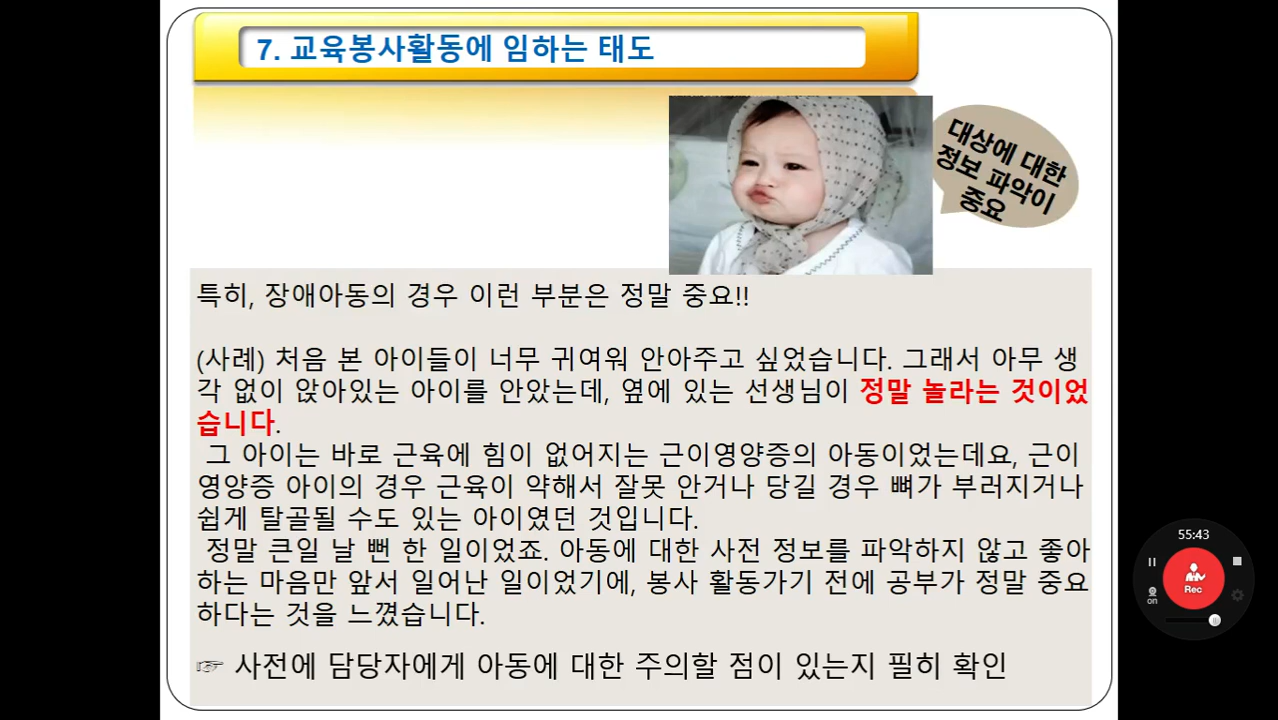 7. 교육봉사활동에 임하는 태도
대상에 대한
정보 파악이
중요
특히, 장애아동의 경우 이런 부분은 정말 중요!!
(사례) 처음 본 아이들이 너무 귀여워 안아주고 싶었습니다. 그래서 아무 생
각 없이 앉아있는 아이를 안았는데, 옆에 있는 선생님이 정말 놀라는 것이었
습니다.
그 아이는 바로 근육에 힘이 없어지는 근이영양증의 아동이었는데요, 근이
영양증 아이의 경우 근육이 약해서 잘못 안거나 당길 경우 뼈가 부러지거나
쉽게 탈골될 수도 있는 아이였던 것입니다.
정말 큰일 날 뻔 한 일이었죠. 아동에 대한 사전 정보를 파악하지 않고 좋아
하는 마음만 앞서 일어난 일이었기에, 봉사 활동가기 전에 공부가 정말 중요
하다는 것을 느꼈습니다.
☞ 사전에 담당자에게 아동에 대한 주의할 점이 있는지 필히 확인
55:43
Rec
on